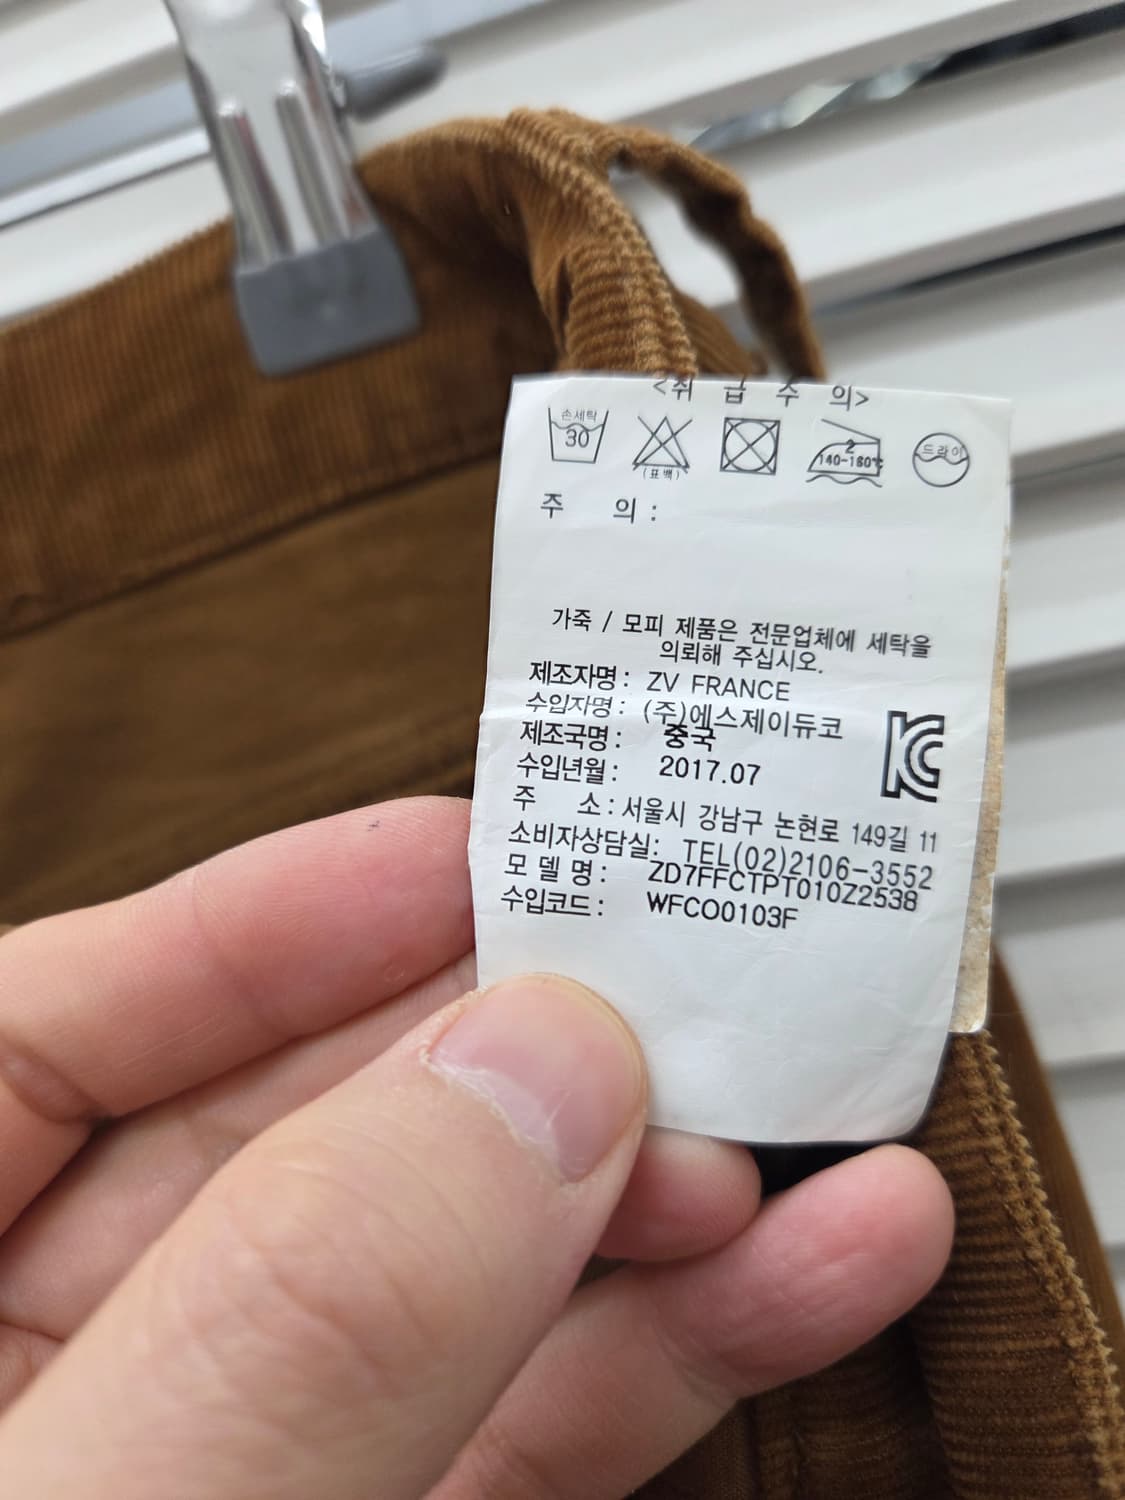 <취 급 주 의>
손세탁
30
(표백)
2
140-160℃
드라이
주 의 :
가죽 / 모피 제품은 전문업체에 세탁을
의뢰해 주십시오.
제조자명 : ZV FRANCE
수입자명 : (주)에스제이듀코
제조국명 : 중국
수입년월 : 2017.07
주 소 : 서울시 강남구 논현로 149길 11
소비자상담실: TEL(02)2106-3552
모 델 명 : ZD7FFCTPT010Z2538
수입코드 : WFCO0103F
KC